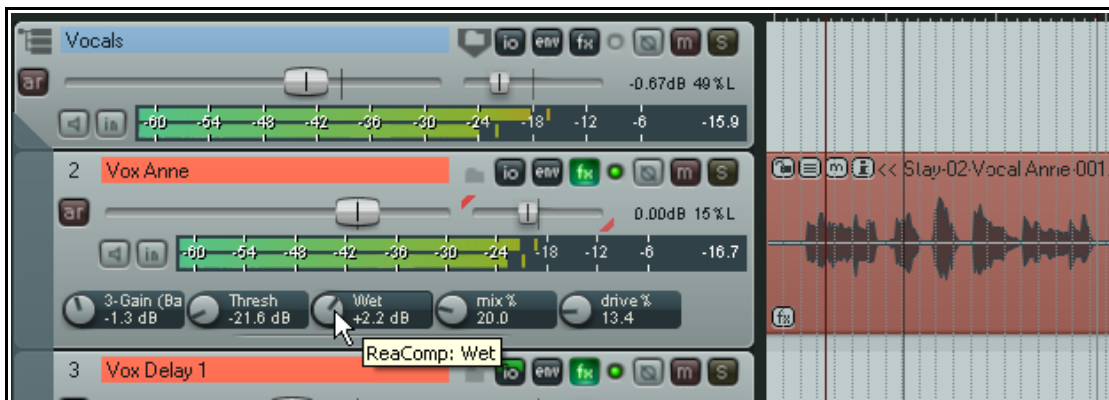 Vocals io env fx m S
ar -0.67dB 49%L
in -60 -54 -48 -42 -36 -30 -24 -18 -12 -6 -15.9
2 Vox Anne io env fx m S
<< Stay-02-Vocal Anne-001
ar 0.00dB 15%L
in -60 -54 -48 -42 -36 -30 -24 -18 -12 -6 -16.7
3-Gain (Ba Thresh Wet mix% drive%
-1.3 dB -21.6 dB +2.2 dB 20.0 13.4
fx
ReaComp: Wet
3 Vox Delay 1 io env fx m S